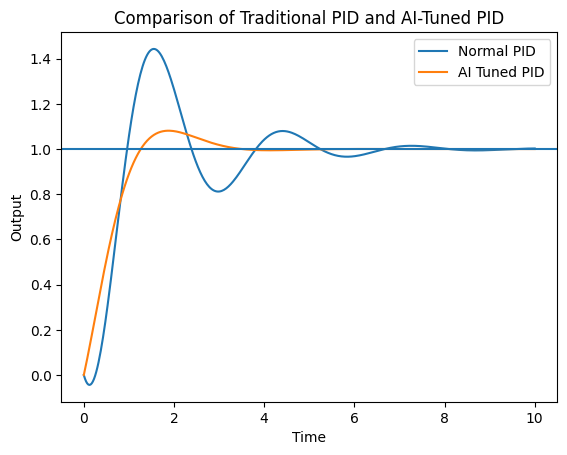 Comparison of Traditional PID and AI-Tuned PID
Normal PID
AI Tuned PID
1.4
1.2
1.0
0.8
0.6
0.4
0.2
0.0
Output
0
2
4
6
8
10
Time